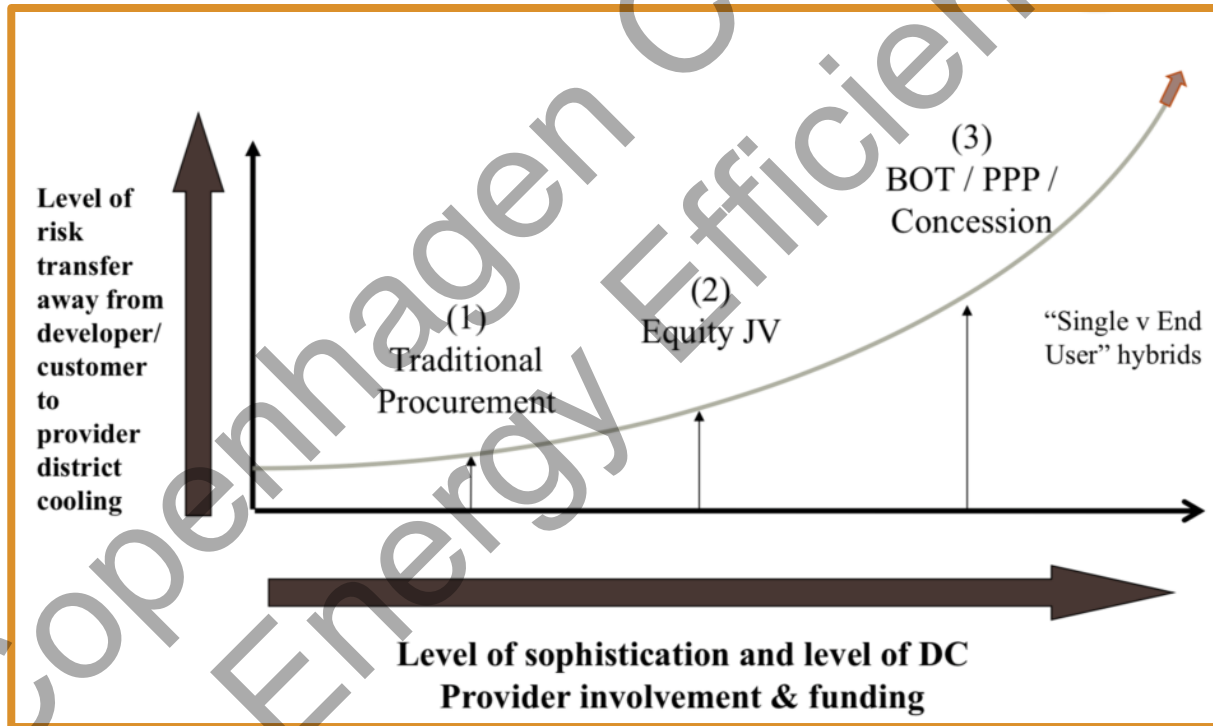 Level of
risk
transfer
away from
developer/
customer
to
provider
district
cooling
(1)
Traditional
Procurement
(2)
Equity JV
(3)
BOT / PPP /
Concession
“Single v End
User” hybrids
Level of sophistication and level of DC
Provider involvement & funding
Copenhagen C
Energy Efficien